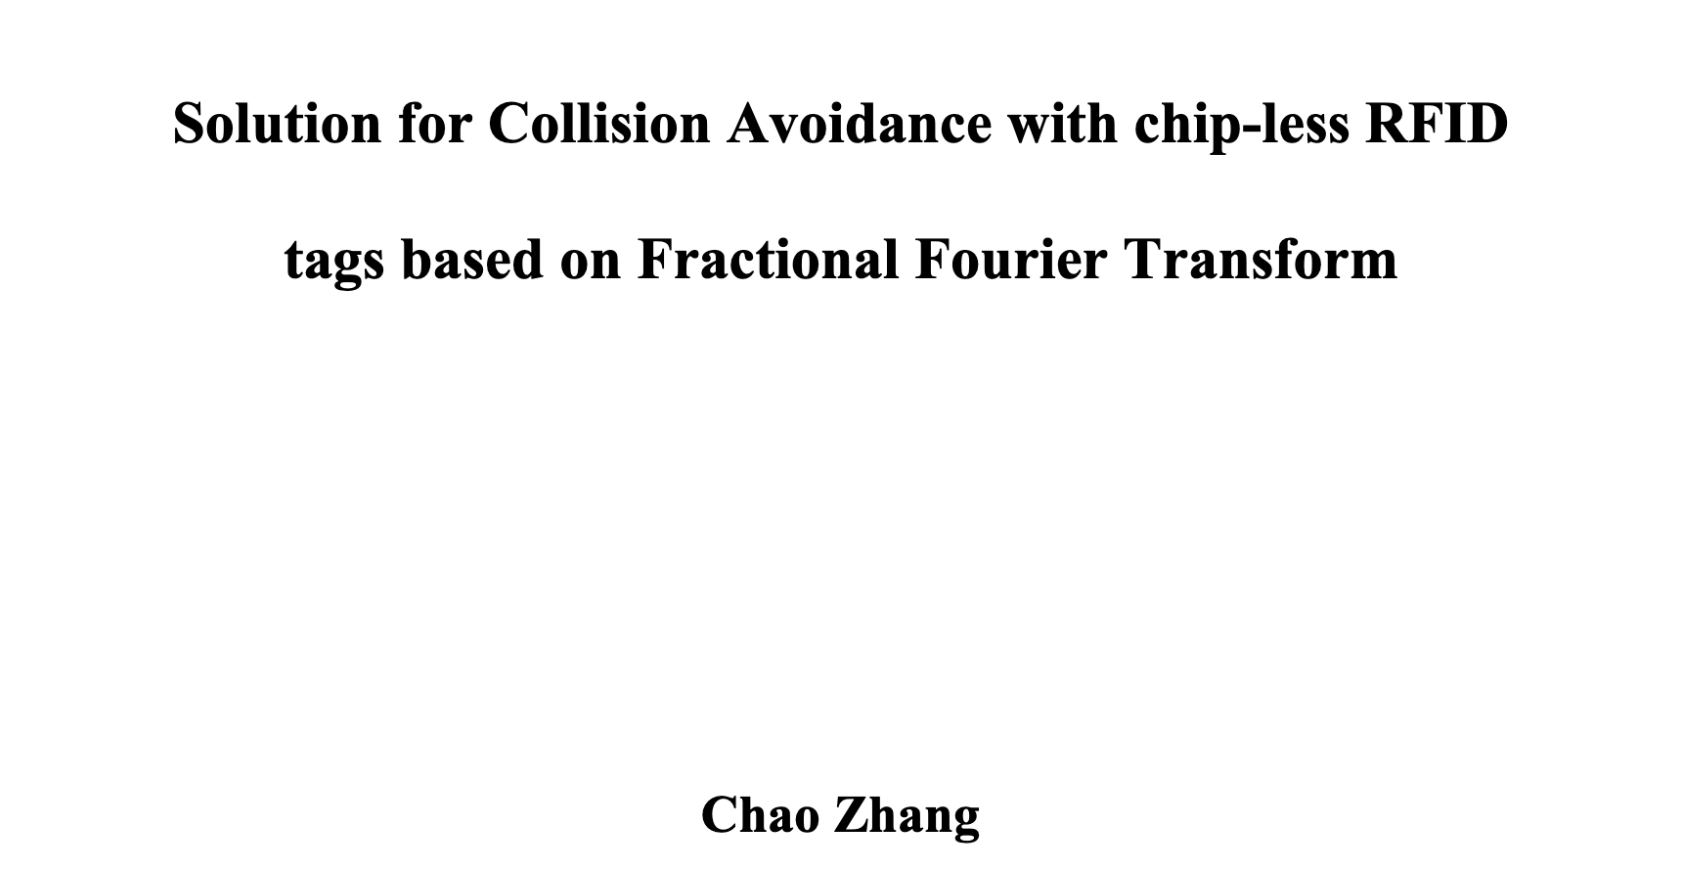 Solution for Collision Avoidance with chip-less RFID
tags based on Fractional Fourier Transform
Chao Zhang